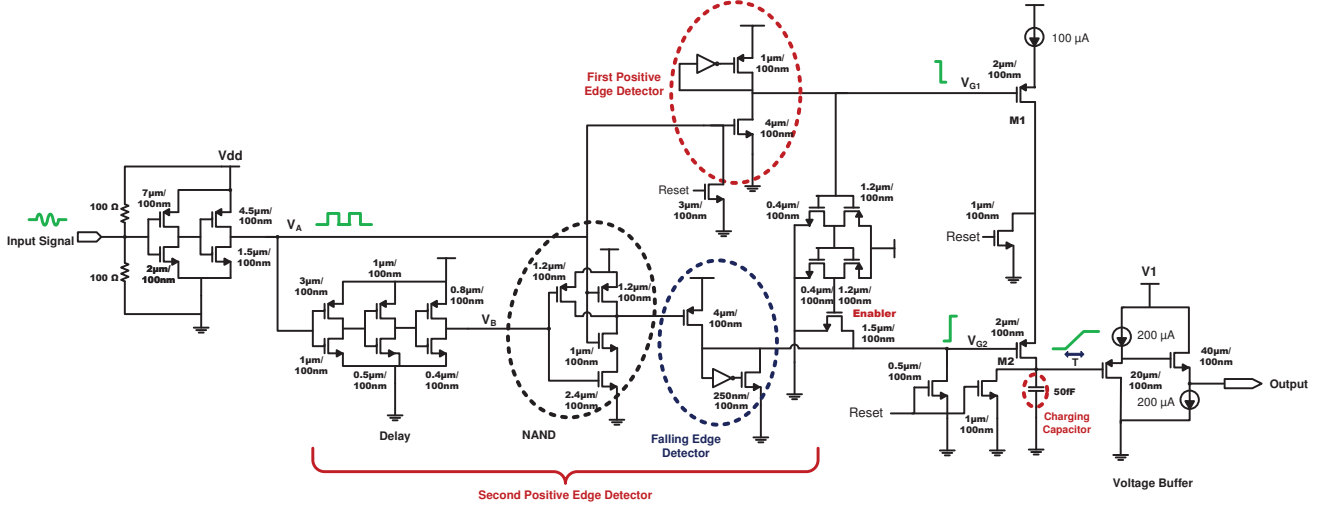 Input Signal
100 Ω
100 Ω
Vdd
7µm/
100nm
2µm/
100nm
4.5µm/
100nm
1.5µm/
100nm
VA
3µm/
100nm
1µm/
100nm
1µm/
100nm
0.5µm/
100nm
0.8µm/
100nm
0.4µm/
100nm
Delay
VB
1.2µm/
100nm
1.2µm/
100nm
1µm/
100nm
2.4µm/
100nm
NAND
First Positive
Edge Detector
1µm/
100nm
4µm/
100nm
Reset
3µm/
100nm
4µm/
100nm
250nm/
100nm
Falling Edge
Detector
Second Positive Edge Detector
0.4µm/
100nm
1.2µm/
100nm
0.4µm/
100nm
1.2µm/
100nm
Enabler
1.5µm/
100nm
VG1
2µm/
100nm
M1
100 µA
1µm/
100nm
Reset
VG2
2µm/
100nm
M2
0.5µm/
100nm
Reset
1µm/
100nm
T
50fF
Charging
Capacitor
V1
200 µA
20µm/
100nm
40µm/
100nm
200 µA
Output
Voltage Buffer